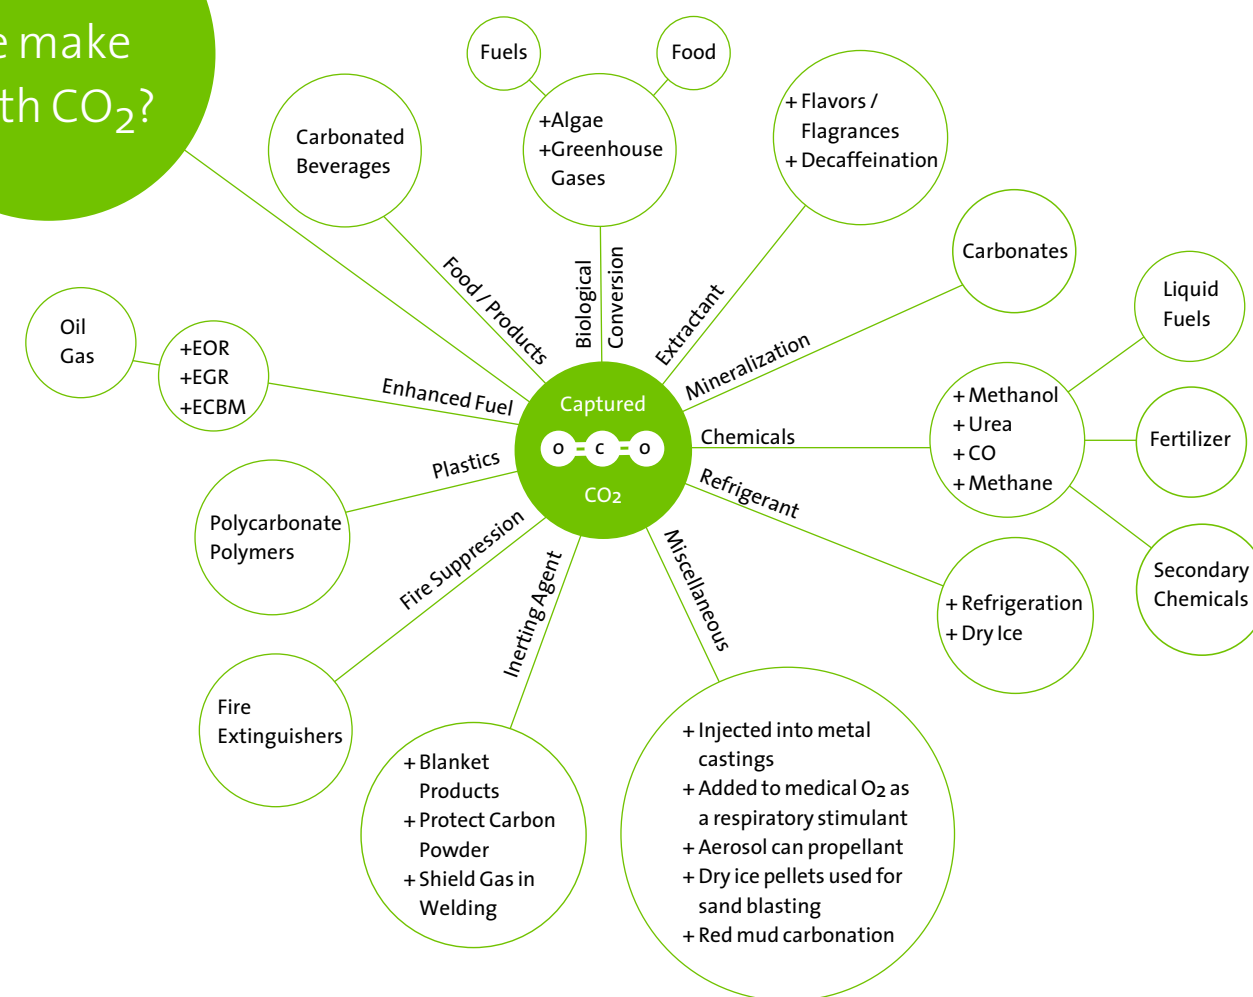 e make
th CO2?
Fuels
Food
Carbonated
Beverages
+Algae
+Greenhouse
Gases
+ Flavors /
Flagrances
+ Decaffeination
Carbonates
Liquid
Fuels
Oil
Gas
+EOR
+EGR
+ECBM
Food / Products
Biological
Conversion
Extractant
Mineralization
Enhanced Fuel
Captured
O=C=O
CO2
Chemicals
+ Methanol
+ Urea
+ CO
+ Methane
Fertilizer
Plastics
Refrigerant
Polycarbonate
Polymers
Fire Suppression
Inerting Agent
Miscellaneous
+ Refrigeration
+ Dry Ice
Secondary
Chemicals
Fire
Extinguishers
+ Blanket
Products
+ Protect Carbon
Powder
+ Shield Gas in
Welding
+ Injected into metal
castings
+ Added to medical O2 as
a respiratory stimulant
+ Aerosol can propellant
+ Dry ice pellets used for
sand blasting
+ Red mud carbonation